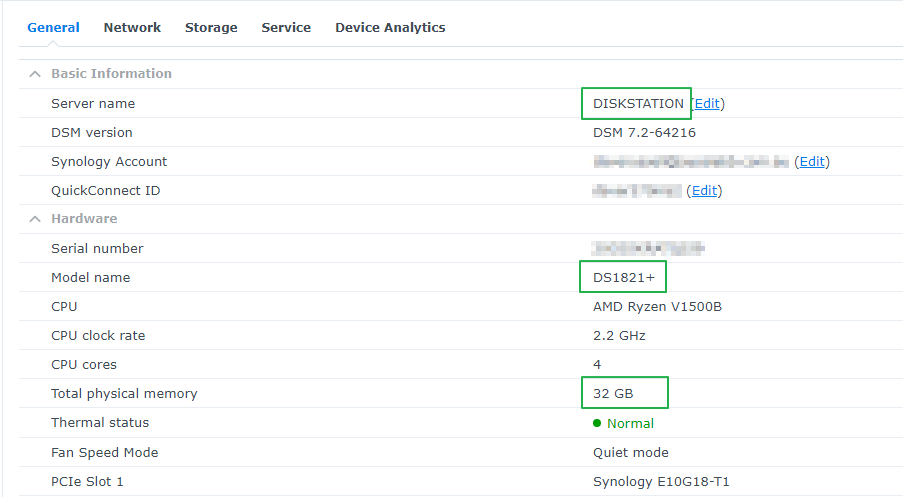 General Network Storage Service Device Analytics
Basic Information
Server name DISKSTATION (Edit)
DSM version DSM 7.2-64216
Synology Account (Edit)
QuickConnect ID (Edit)
Hardware
Serial number
Model name DS1821+
CPU AMD Ryzen V1500B
CPU clock rate 2.2 GHz
CPU cores 4
Total physical memory 32 GB
Thermal status Normal
Fan Speed Mode Quiet mode
PCIe Slot 1 Synology E10G18-T1